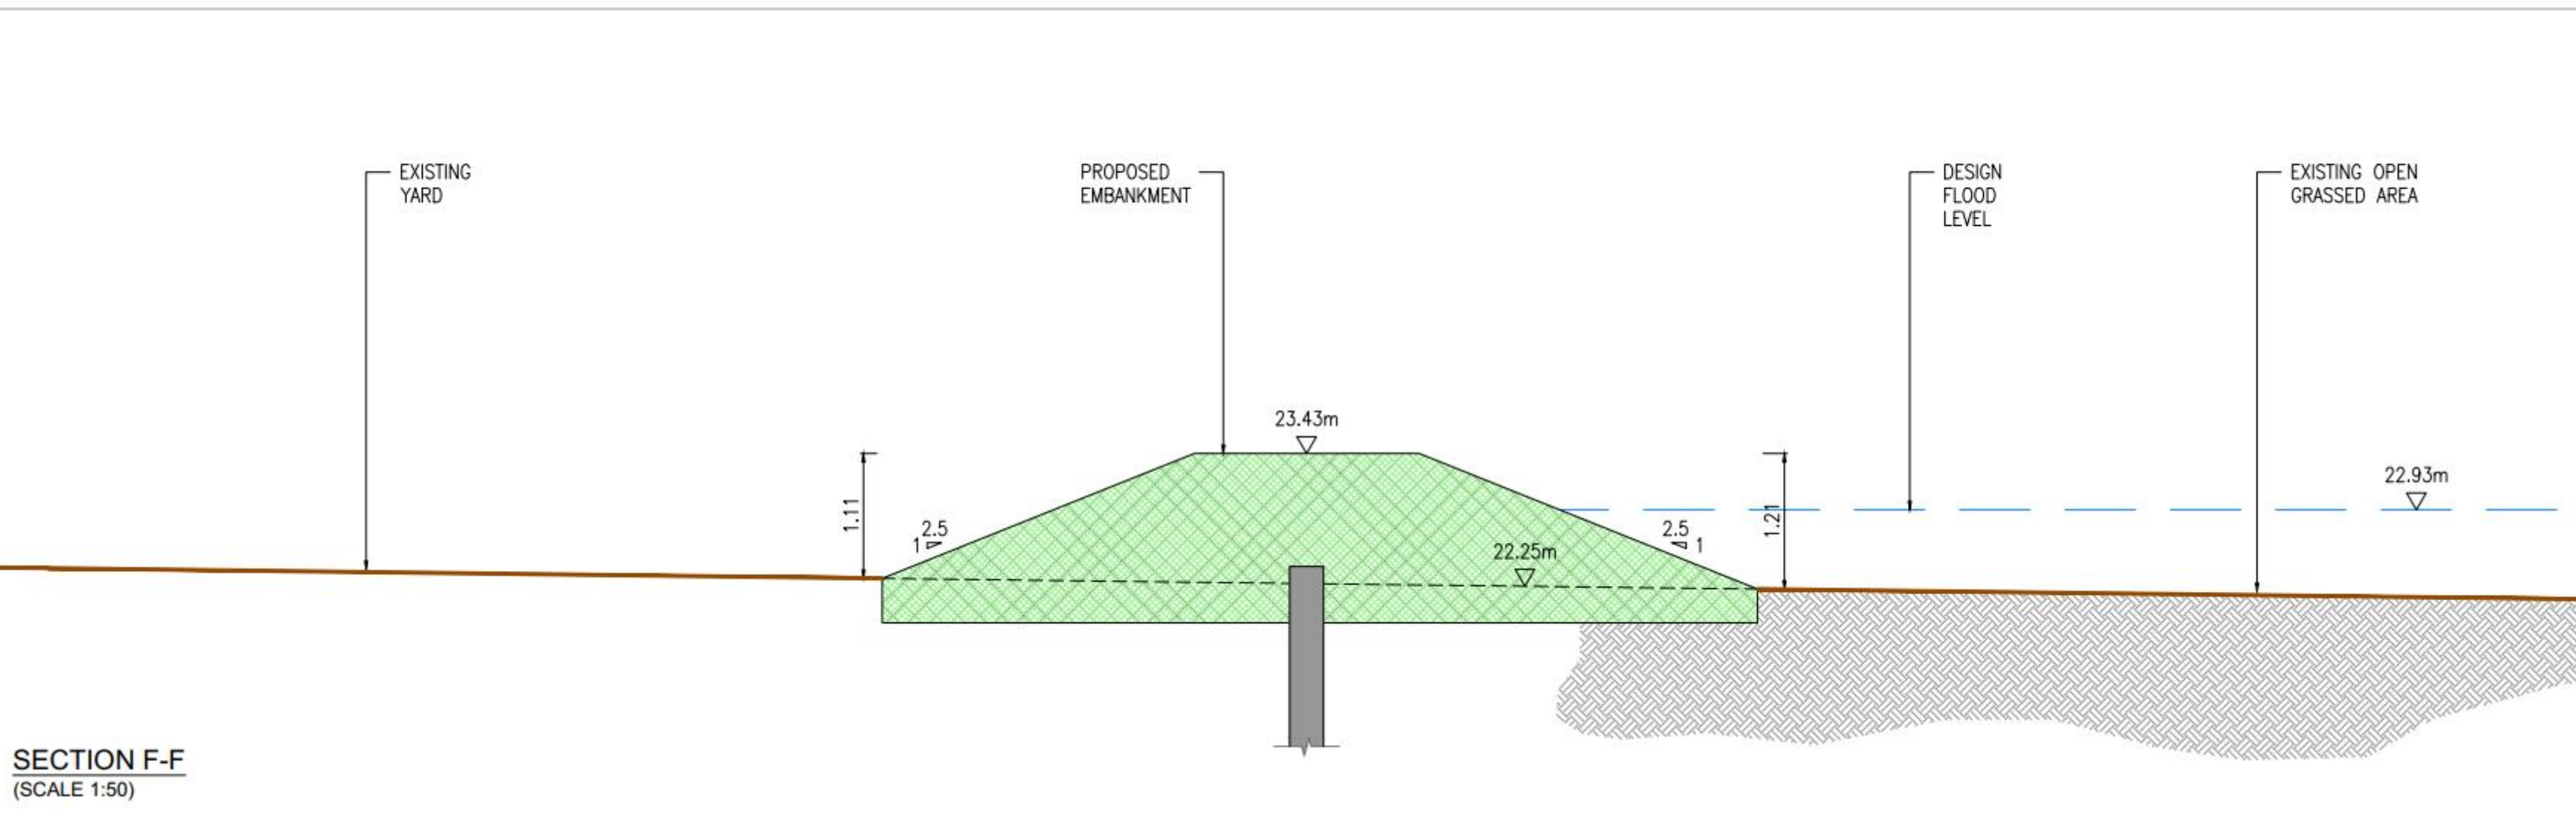 EXISTING
YARD
PROPOSED
EMBANKMENT
DESIGN
FLOOD
LEVEL
EXISTING OPEN
GRASSED AREA
23.43m
22.93m
1.11
1.21
2.5
1
2.5
1
22.25m
SECTION F-F
(SCALE 1:50)